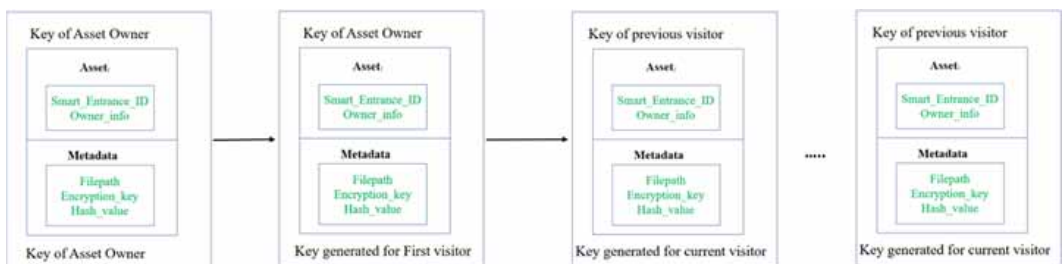 Key of Asset Owner
Asset
Smart_Entrance_ID
Owner_info
Metadata
Filepath
Encryption_key
Hash_value
Key of Asset Owner
Key of Asset Owner
Asset
Smart_Entrance_ID
Owner_info
Metadata
Filepath
Encryption_key
Hash_value
Key generated for First visitor
Key of previous visitor
Asset
Smart_Entrance_ID
Owner_info
Metadata
Filepath
Encryption_key
Hash_value
Key generated for current visitor
.....
Key of previous visitor
Asset
Smart_Entrance_ID
Owner_info
Metadata
Filepath
Encryption_key
Hash_value
Key generated for current visitor